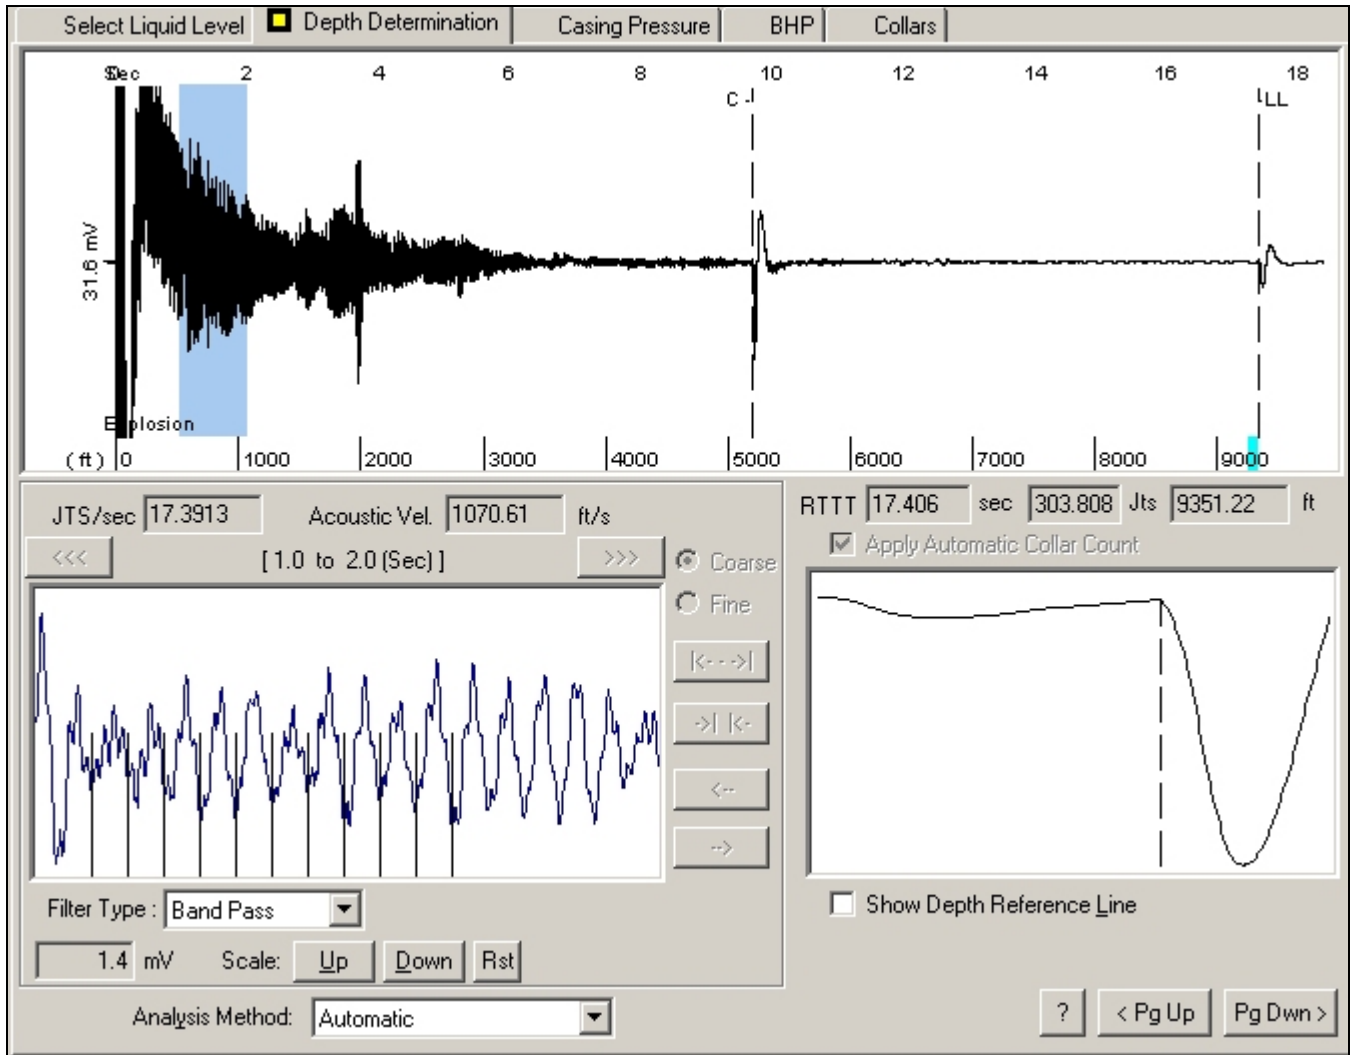 Select Liquid Level Depth Determination Casing Pressure BHP Collars
Sec 2 4 6 8 10 12 14 16 18
C LL
31.6 mV
Explosion
(ft) 0 1000 2000 3000 4000 5000 6000 7000 8000 9000
JTS/sec 17.3913 Acoustic Vel. 1070.61 ft/s
<<< [ 1.0 to 2.0 (Sec) ] >>>
Coarse
Fine
|<--->|
->| |<-
<--
-->
Filter Type : Band Pass
1.4 mV Scale: Up Down Rst
Analysis Method: Automatic
RTTT 17.406 sec 303.808 Jts 9351.22 ft
Apply Automatic Collar Count
Show Depth Reference Line
? < Pg Up Pg Dwn >